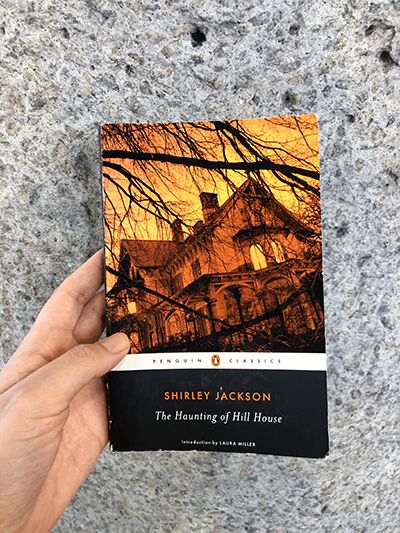 PENGUIN CLASSICS
SHIRLEY JACKSON
The Haunting of Hill House
Introduction by LAURA MILLER